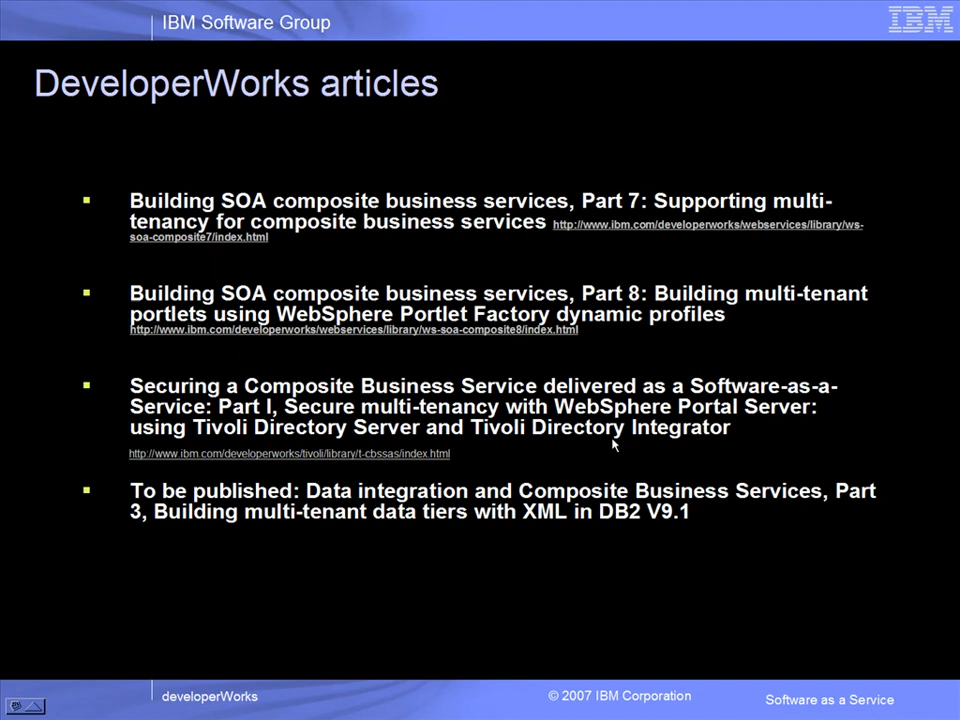 IBM Software Group
IBM
DeveloperWorks articles
Building SOA composite business services, Part 7: Supporting multi-
tenancy for composite business services http://www.ibm.com/developerworks/webservices/library/ws-
soa-composite7/index.html
Building SOA composite business services, Part 8: Building multi-tenant
portlets using WebSphere Portlet Factory dynamic profiles
http://www.ibm.com/developerworks/webservices/library/ws-soa-composite8/index.html
Securing a Composite Business Service delivered as a Software-as-a-
Service: Part I, Secure multi-tenancy with WebSphere Portal Server:
using Tivoli Directory Server and Tivoli Directory Integrator
http://www.ibm.com/developerworks/tivoli/library/t-cbssas/index.html
To be published: Data integration and Composite Business Services, Part
3, Building multi-tenant data tiers with XML in DB2 V9.1
developerWorks
© 2007 IBM Corporation
Software as a Service